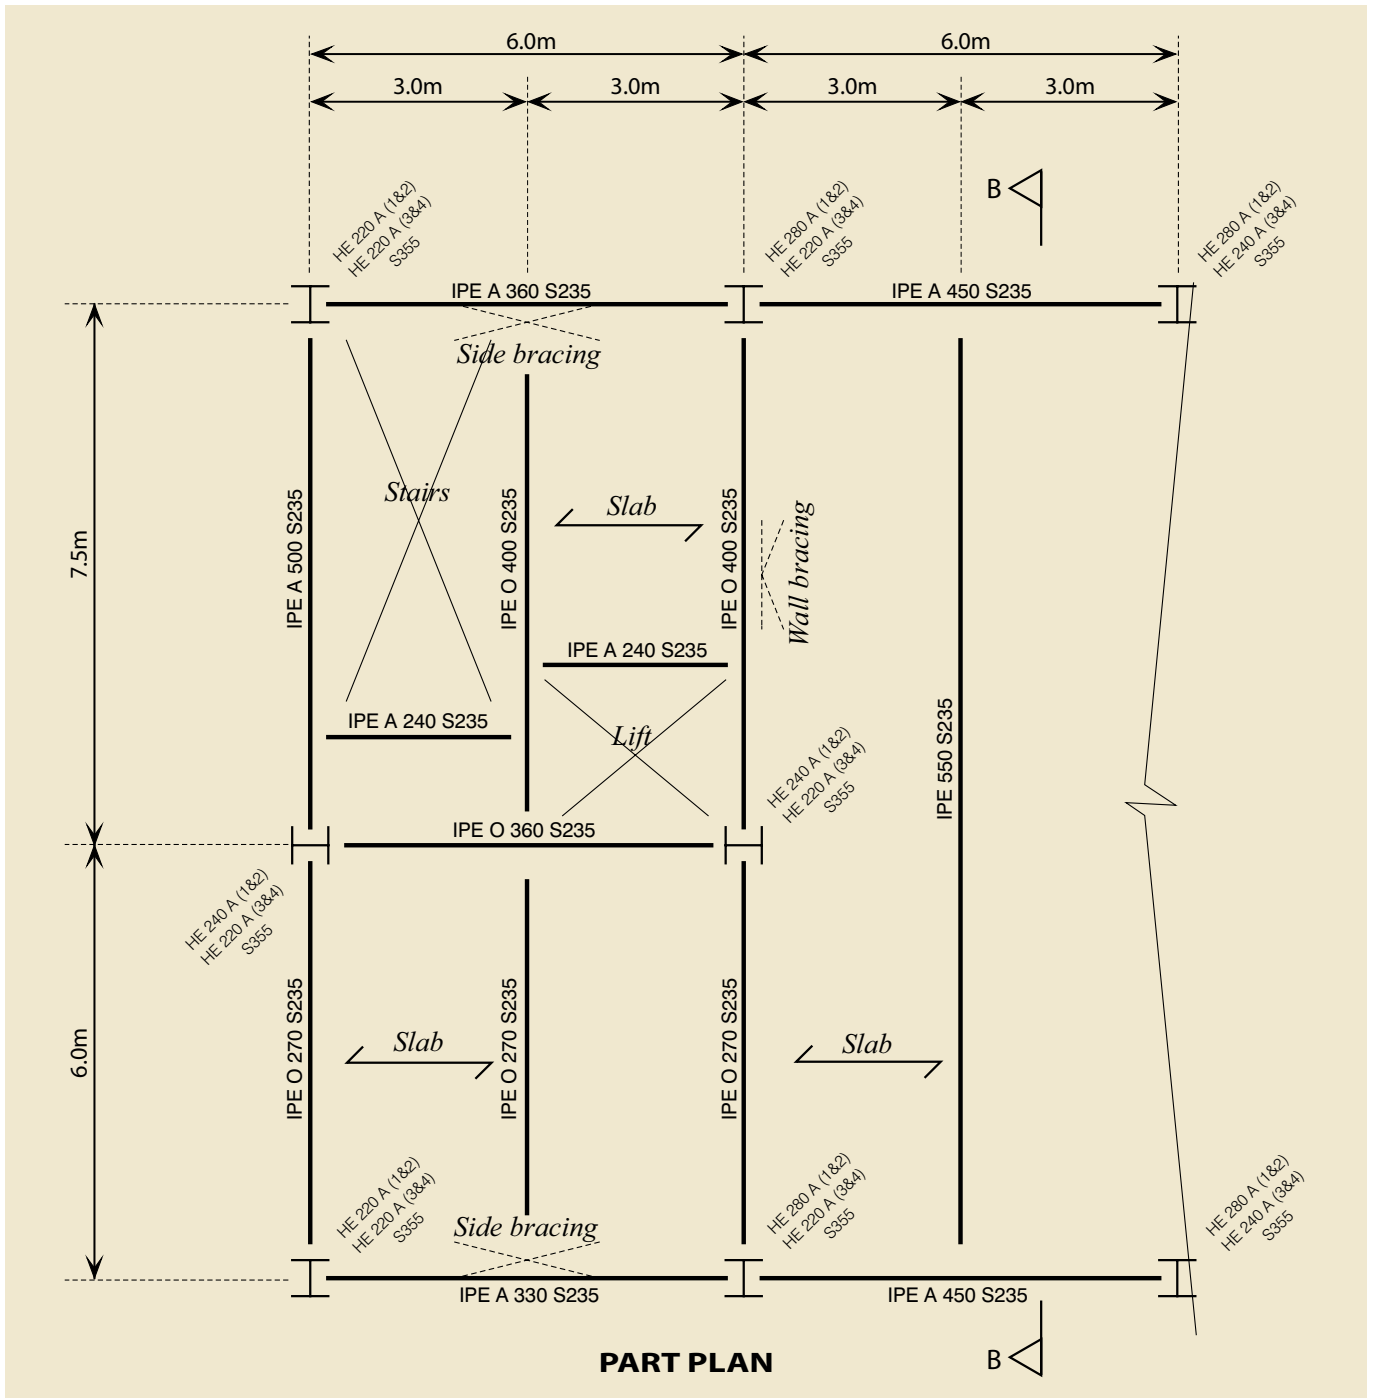 6.0m
6.0m
3.0m
3.0m
3.0m
3.0m
B
HE 220 A (1&2)
HE 220 A (3&4)
S355
HE 280 A (1&2)
HE 220 A (3&4)
S355
HE 280 A (1&2)
HE 240 A (3&4)
S355
IPE A 360 S235
IPE A 450 S235
Side bracing
Stairs
Slab
IPE A 500 S235
IPE O 400 S235
IPE O 400 S235
Wall bracing
7.5m
IPE A 240 S235
IPE A 240 S235
Lift
IPE 550 S235
HE 240 A (1&2)
HE 220 A (3&4)
S355
IPE O 360 S235
HE 240 A (1&2)
HE 220 A (3&4)
S355
6.0m
IPE O 270 S235
Slab
IPE O 270 S235
IPE O 270 S235
Slab
HE 220 A (1&2)
HE 220 A (3&4)
S355
HE 280 A (1&2)
HE 220 A (3&4)
S355
HE 280 A (1&2)
HE 240 A (3&4)
S355
Side bracing
IPE A 330 S235
IPE A 450 S235
B
PART PLAN